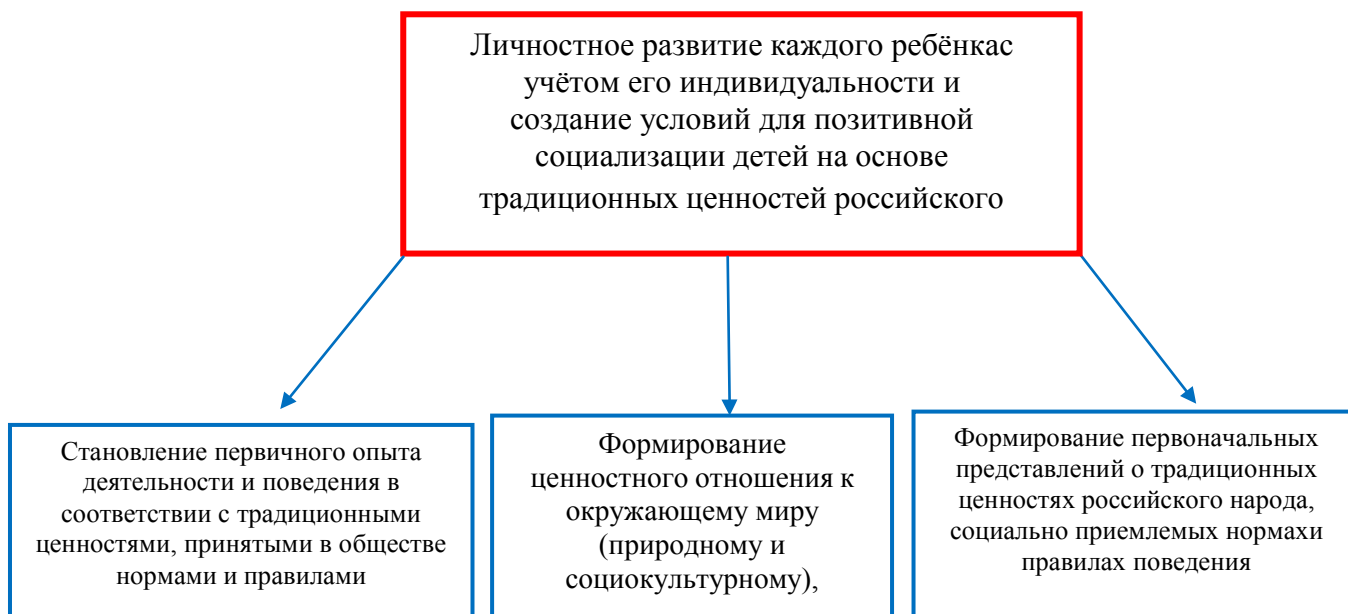 Личностное развитие каждого ребёнкас
учётом его индивидуальности и
создание условий для позитивной
социализации детей на основе
традиционных ценностей российского
Становление первичного опыта
деятельности и поведения в
соответствии с традиционными
ценностями, принятыми в обществе
нормами и правилами
Формирование
ценностного отношения к
окружающему миру
(природному и
социокультурному),
Формирование первоначальных
представлений о традиционных
ценностях российского народа,
социально приемлемых нормахи
правилах поведения